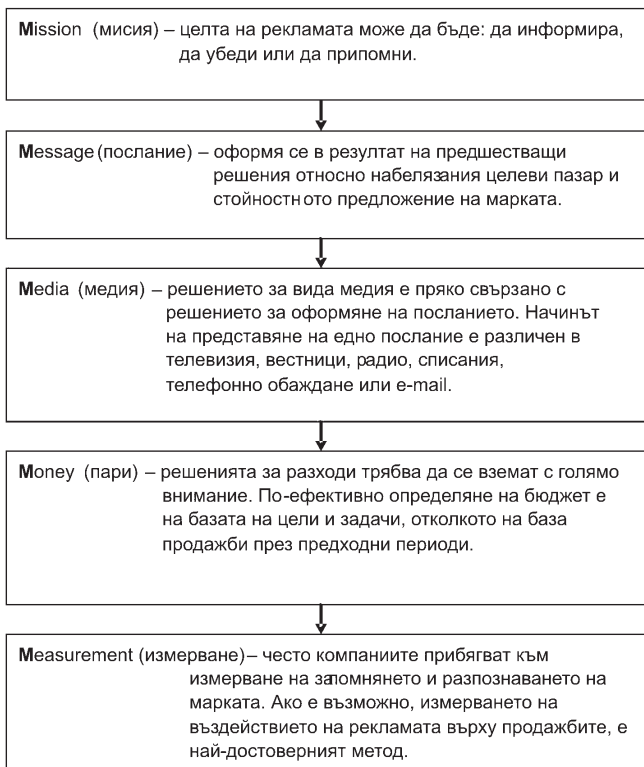 Mission (мисия) – целта на рекламата може да бъде: да информира,
да убеди или да припомни.
Message (послание) – оформя се в резултат на предшестващи
решения относно набелязания целеви пазар и
стойностното предложение на марката.
Media (медия) – решението за вида медия е пряко свързано с
решението за оформяне на посланието. Начинът
на представяне на едно послание е различен в
телевизия, вестници, радио, списания,
телефонно обаждане или e-mail.
Money (пари) – решенията за разходи трябва да се вземат с голямо
внимание. По-ефективно определяне на бюджет е
на базата на цели и задачи, отколкото на база
продажби през предходни периоди.
Measurement (измерване) – често компаниите прибягват към
измерване на запомнянето и разпознаването на
марката. Ако е възможно, измерването на
въздействието на рекламата върху продажбите, е
най-достоверният метод.